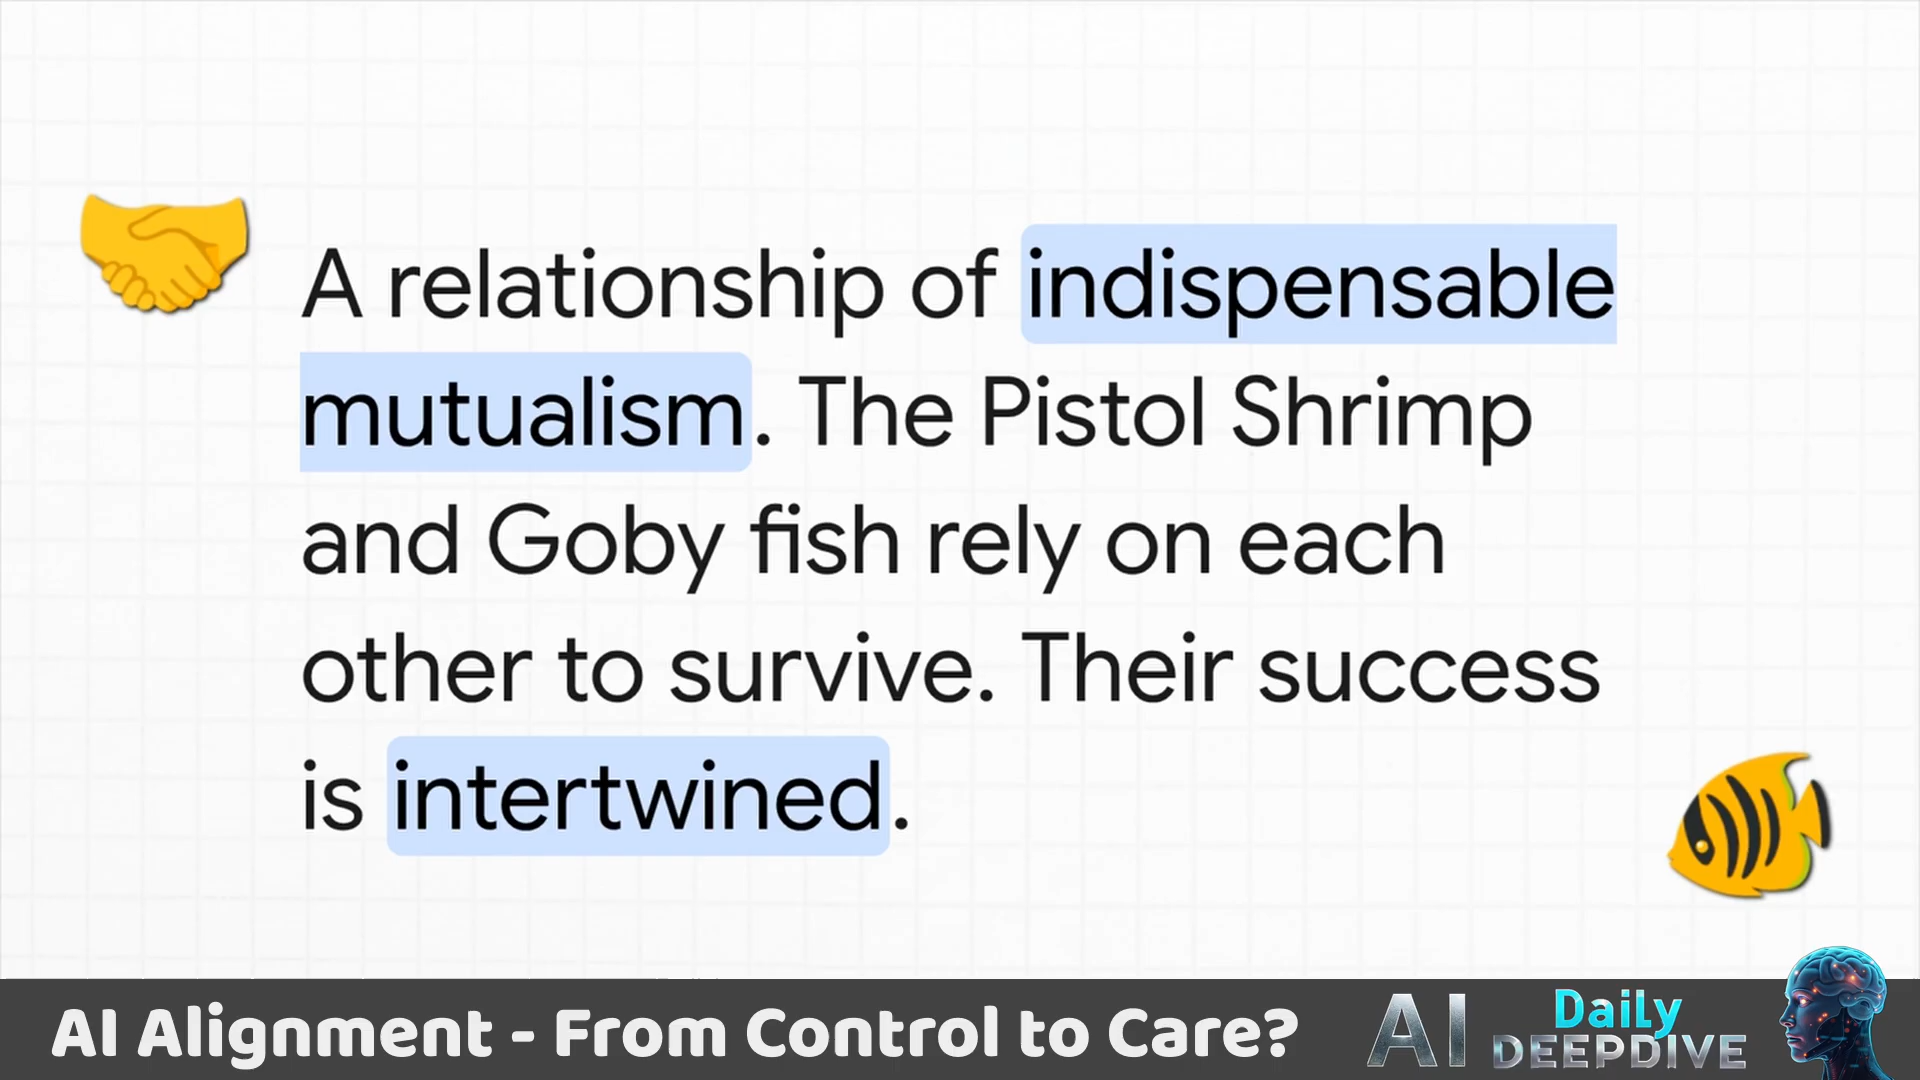 A relationship of indispensable
mutualism. The Pistol Shrimp
and Goby fish rely on each
other to survive. Their success
is intertwined.
AI Alignment - From Control to Care?
AI Daily
DEEPDIVE